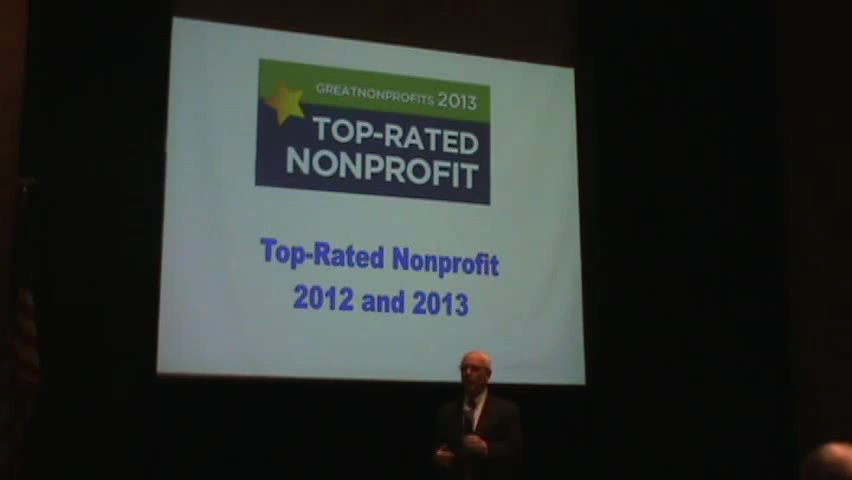 GREATNONPROFITS 2013
TOP-RATED
NONPROFIT
Top-Rated Nonprofit
2012 and 2013